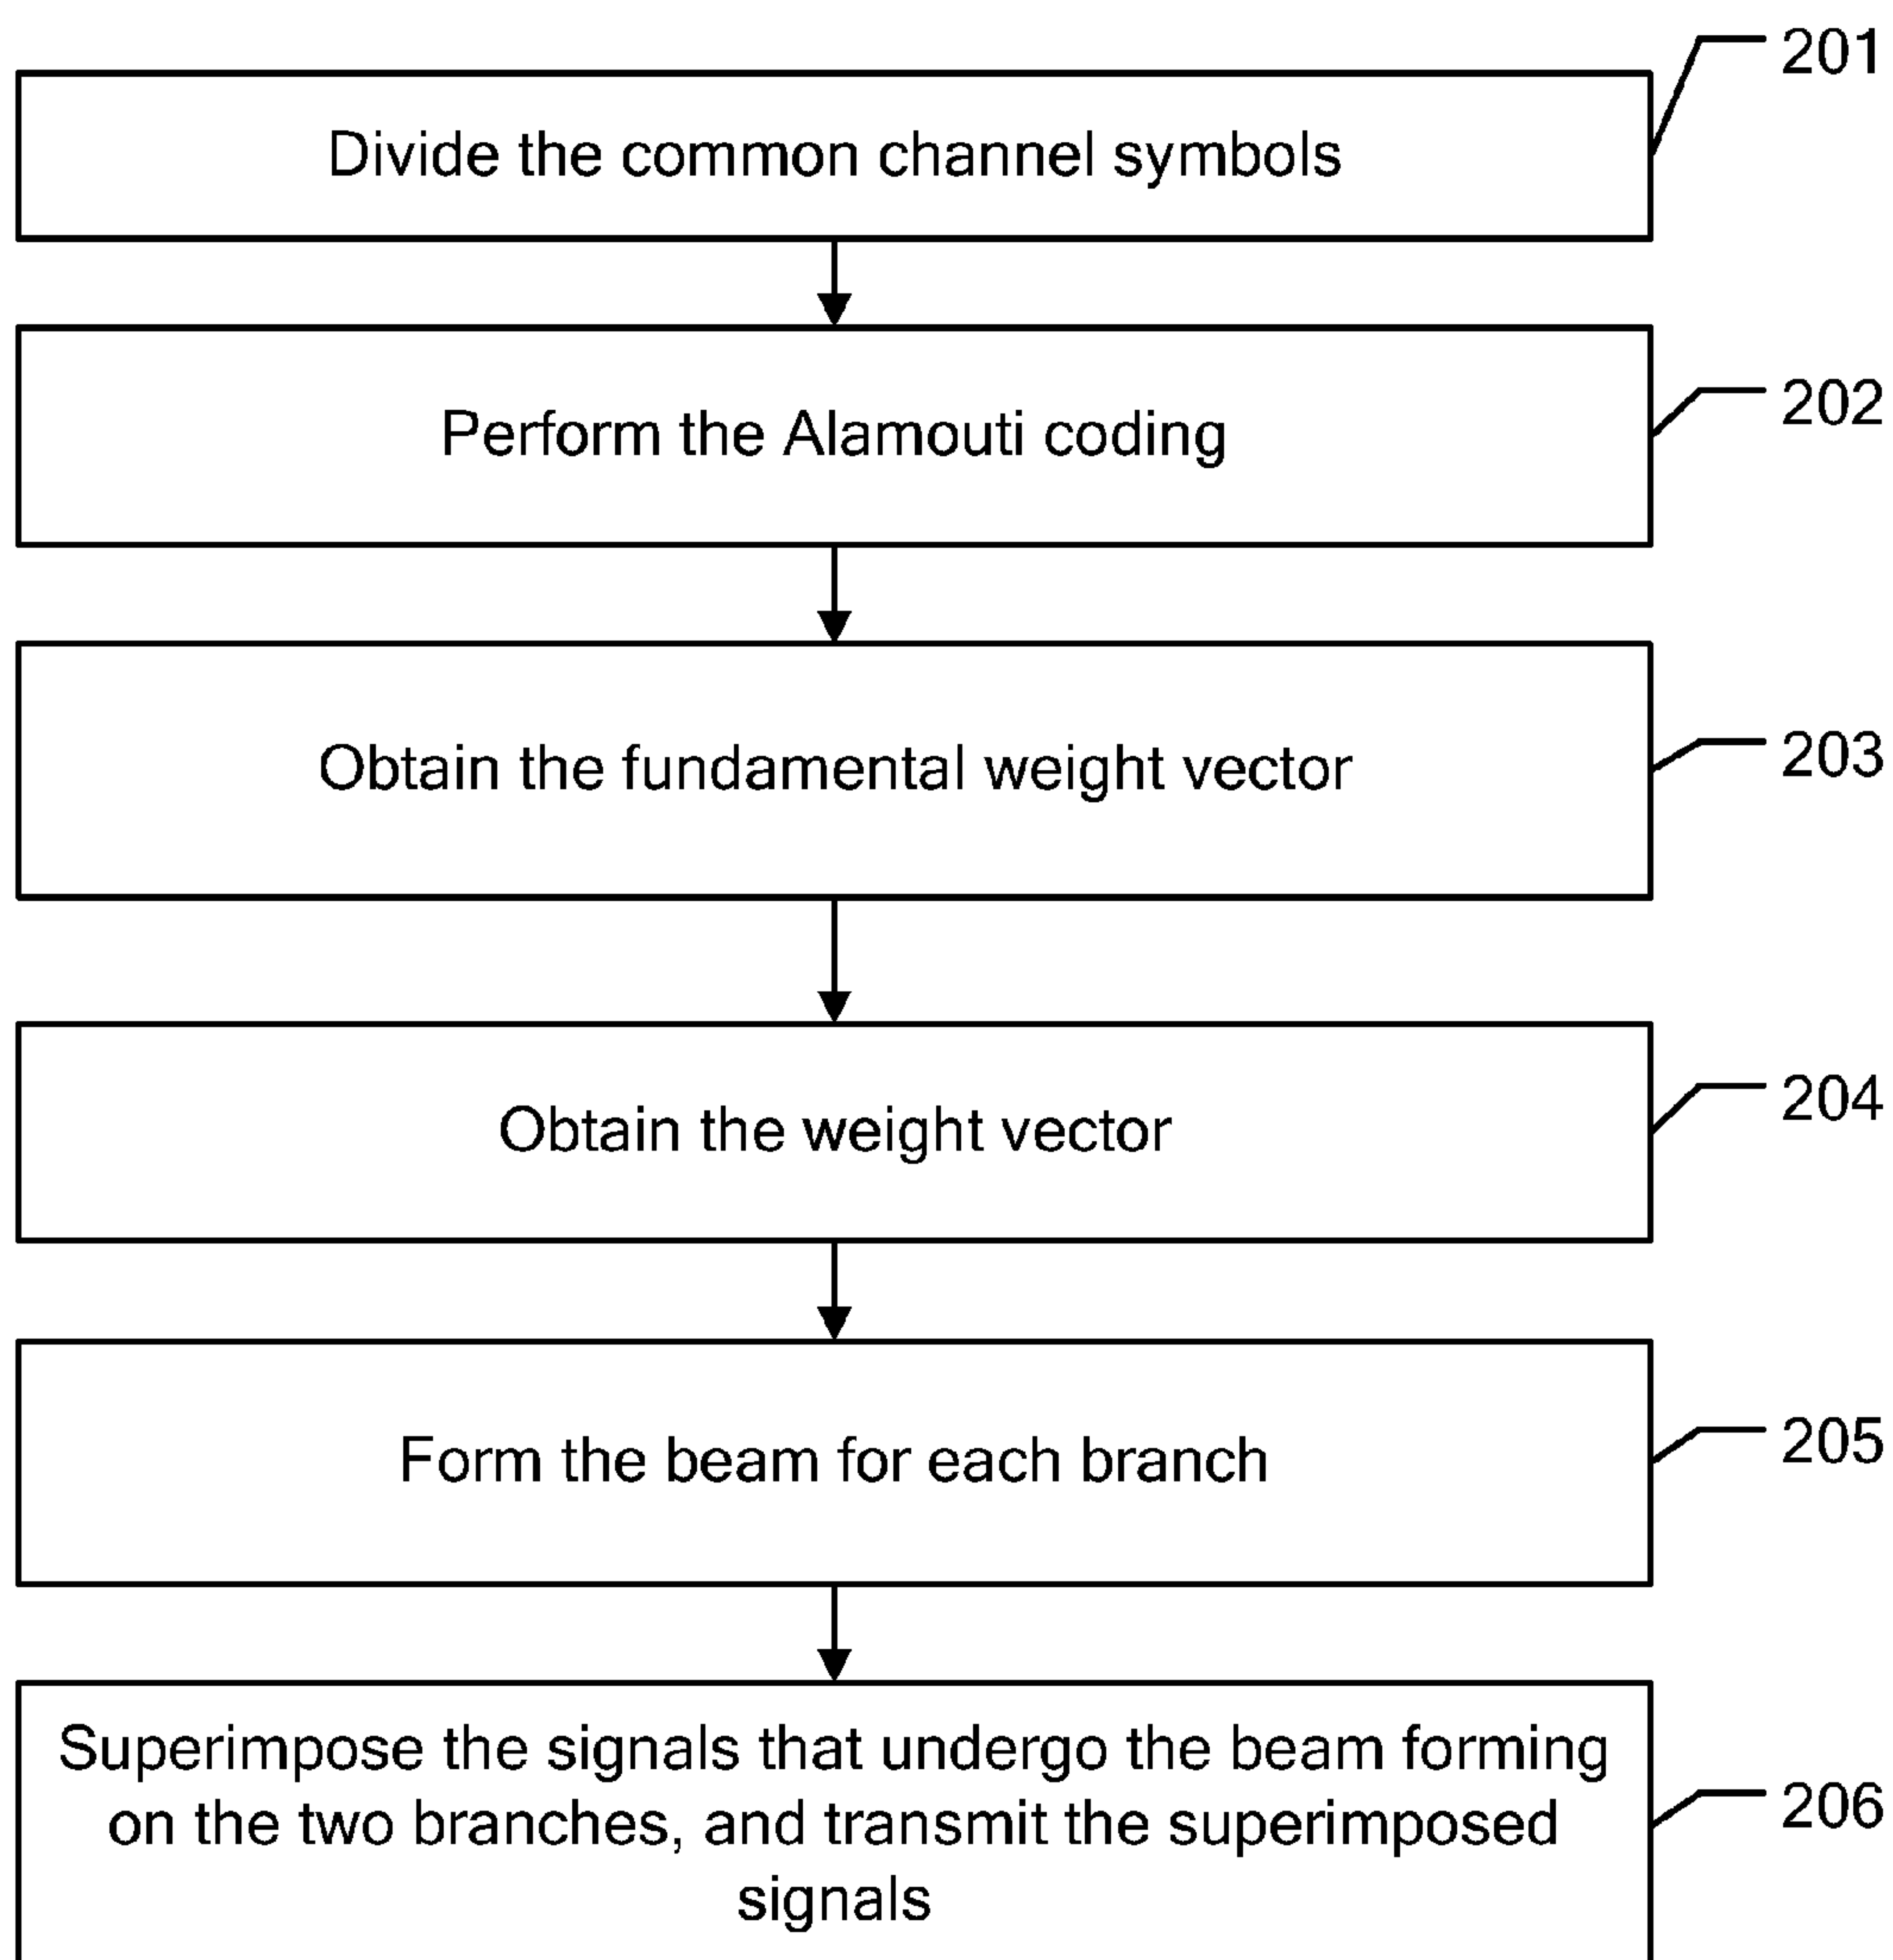 201
Divide the common channel symbols
202
Perform the Alamouti coding
203
Obtain the fundamental weight vector
204
Obtain the weight vector
205
Form the beam for each branch
Superimpose the signals that undergo the beam forming
on the two branches, and transmit the superimposed
signals
206